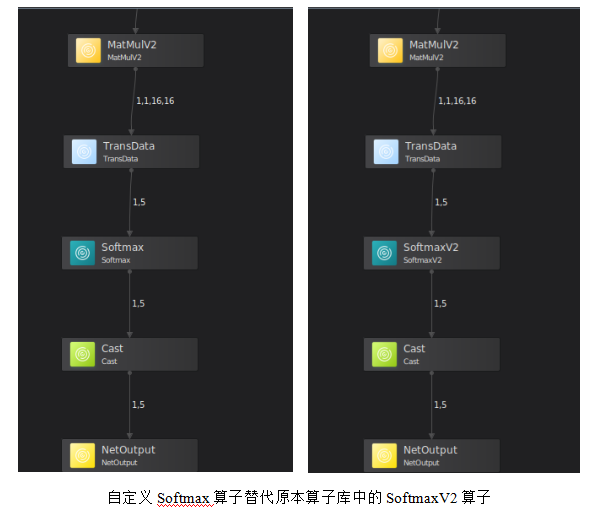 MatMulV2
MatMulV2
1,1,16,16
TransData
TransData
1,5
Softmax
Softmax
1,5
Cast
Cast
1,5
NetOutput
NetOutput
MatMulV2
MatMulV2
1,1,16,16
TransData
TransData
1,5
SoftmaxV2
SoftmaxV2
1,5
Cast
Cast
1,5
NetOutput
NetOutput
自定义 Softmax 算子替代原本算子库中的 SoftmaxV2 算子